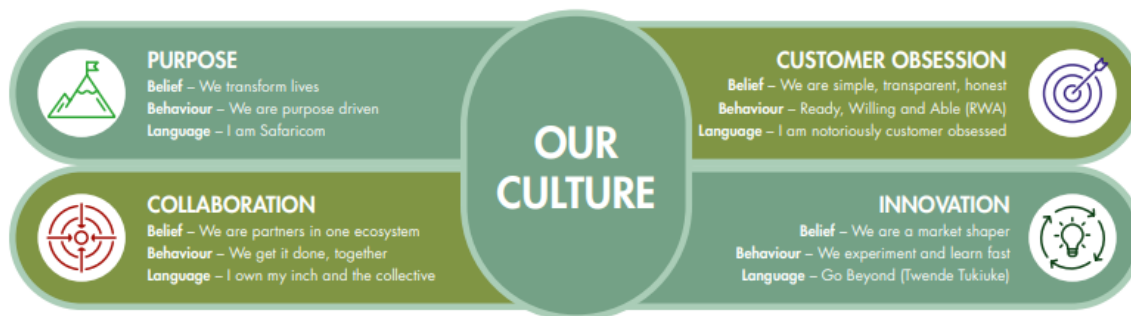 PURPOSE
Belief – We transform lives
Behaviour – We are purpose driven
Language – I am Safaricom
CUSTOMER OBSESSION
Belief – We are simple, transparent, honest
Behaviour – Ready, Willing and Able (RWA)
Language – I am notoriously customer obsessed
OUR
CULTURE
COLLABORATION
Belief – We are partners in one ecosystem
Behaviour – We get it done, together
Language – I own my inch and the collective
INNOVATION
Belief – We are a market shaper
Behaviour – We experiment and learn fast
Language – Go Beyond (Twende Tukiuke)